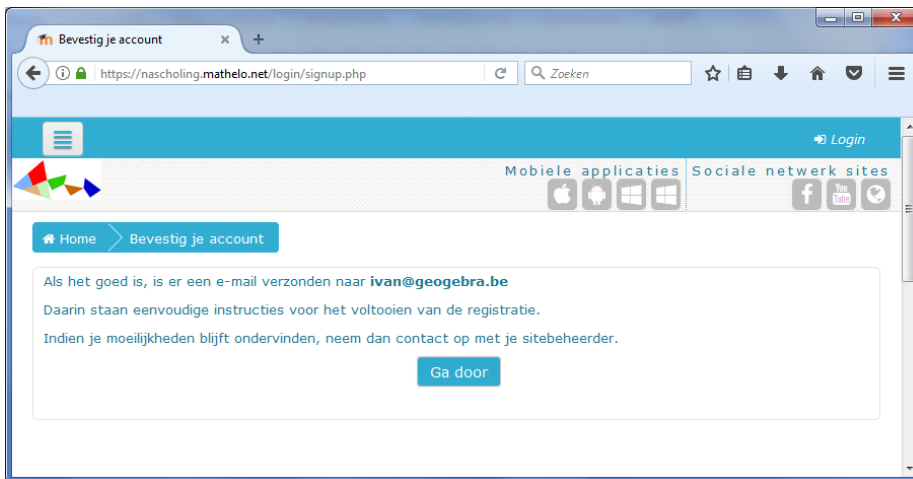 Bevestig je account
https://nascholing.mathelo.net/login/signup.php
Zoeken
Login
Mobiele applicaties Sociale netwerk sites
You Tube
Home Bevestig je account
Als het goed is, is er een e-mail verzonden naar ivan@geogebra.be
Daarin staan eenvoudige instructies voor het voltooien van de registratie.
Indien je moeilijkheden blijft ondervinden, neem dan contact op met je sitebeheerder.
Ga door